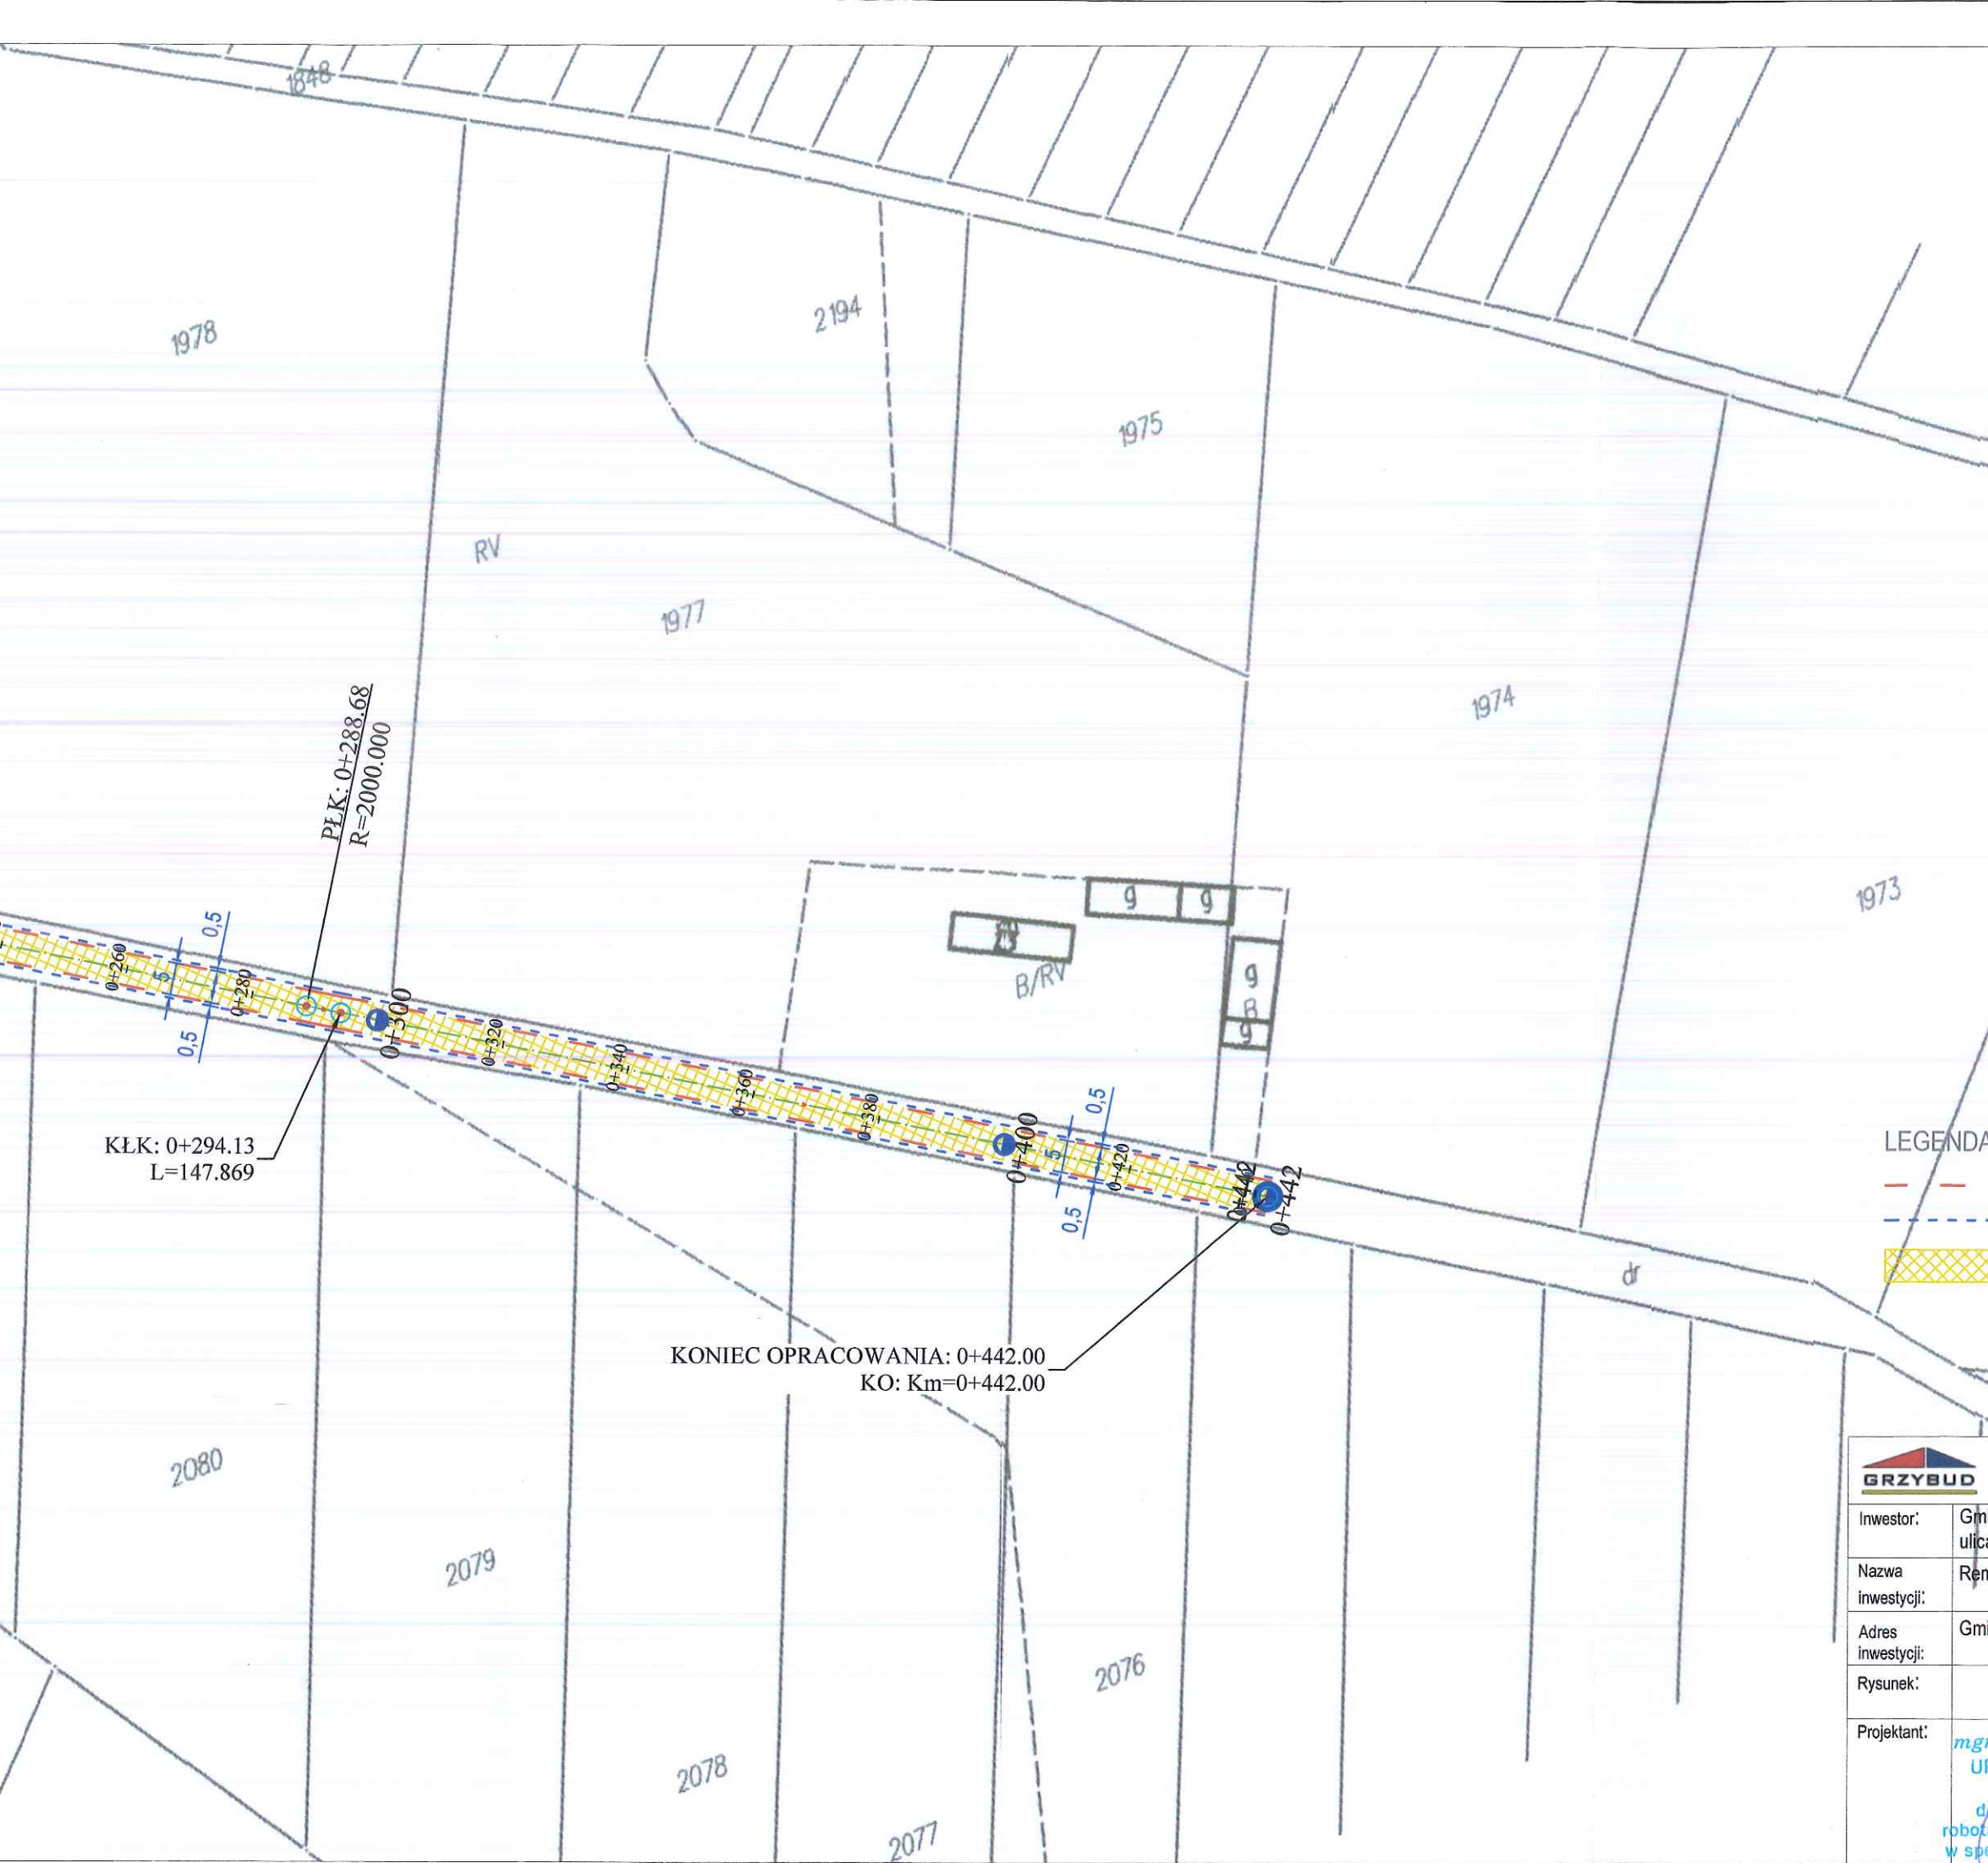 1848
2194
1978
1975
RV
1977
1974
PŁK: 0+288.68
R=2000.000
1973
g
g
B/RV
g
B
g
0,5
5
0,5
0+260
0+280
0+300
0+320
0+340
0+360
0+380
0+400
0,5
5
0,5
0+420
0+442
0+442
KŁK: 0+294.13
L=147.869
LEGENDA
dr
KONIEC OPRACOWANIA: 0+442.00
KO: Km=0+442.00
2080
2079
2078
2077
2076
GRZYBUD
Inwestor:
Nazwa
inwestycji:
Adres
inwestycji:
Rysunek:
Projektant: